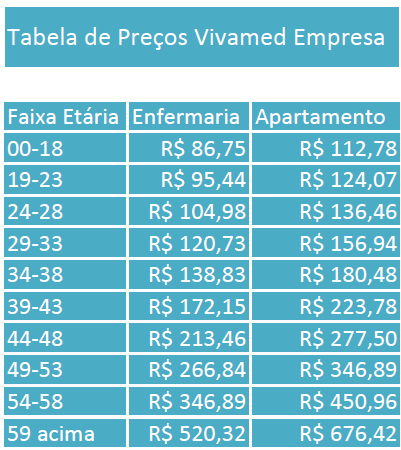 Tabela de Preços Vivamed Empresa
Faixa Etária Enfermaria Apartamento
00-18 R$ 86,75 R$ 112,78
19-23 R$ 95,44 R$ 124,07
24-28 R$ 104,98 R$ 136,46
29-33 R$ 120,73 R$ 156,94
34-38 R$ 138,83 R$ 180,48
39-43 R$ 172,15 R$ 223,78
44-48 R$ 213,46 R$ 277,50
49-53 R$ 266,84 R$ 346,89
54-58 R$ 346,89 R$ 450,96
59 acima R$ 520,32 R$ 676,42